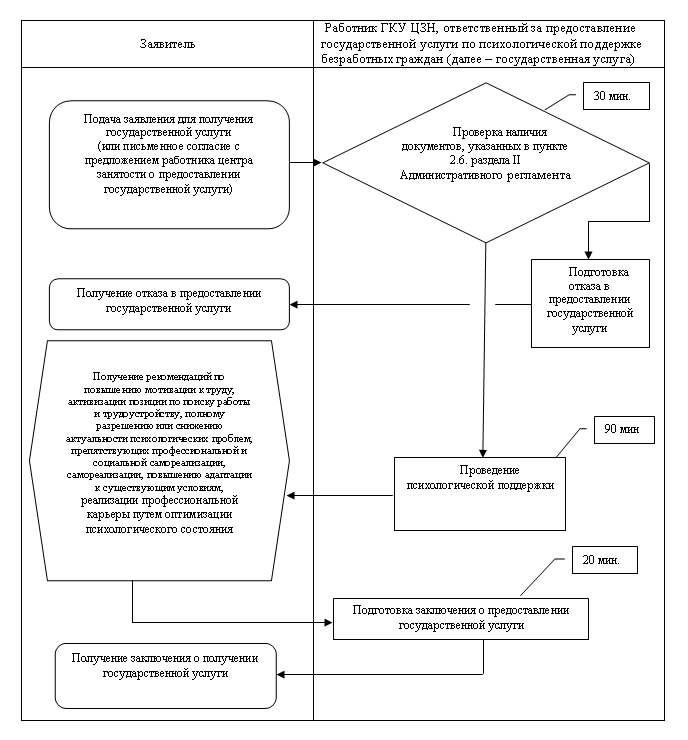 Заявитель
Работник ГКУ ЦЗН, ответственный за предоставление
государственной услуги по психологической поддержке
безработных граждан (далее – государственная услуга)
Подача заявления для получения
государственной услуги
(или письменное согласие с
предложением работника центра
занятости о предоставлении
государственной услуги)
30 мин.
Проверка наличия
документов, указанных в пункте
2.6. раздела II
Административного регламента
Подготовка
отказа в
предоставлении
государственной
услуги
Получение отказа в предоставлении
государственной услуги
Получение рекомендаций по
повышению мотивации к труду,
активизации позиции по поиску работы
и трудоустройству, полному
разрешению или снижению
актуальности психологических проблем,
препятствующих профессиональной и
социальной самореализации,
самореализации, повышению адаптации
к существующим условиям,
реализации профессиональной
карьеры путем оптимизации
психологического состояния
90 мин
Проведение
психологической поддержки
20 мин.
Подготовка заключения о предоставлении
государственной услуги
Получение заключения о получении
государственной услуги